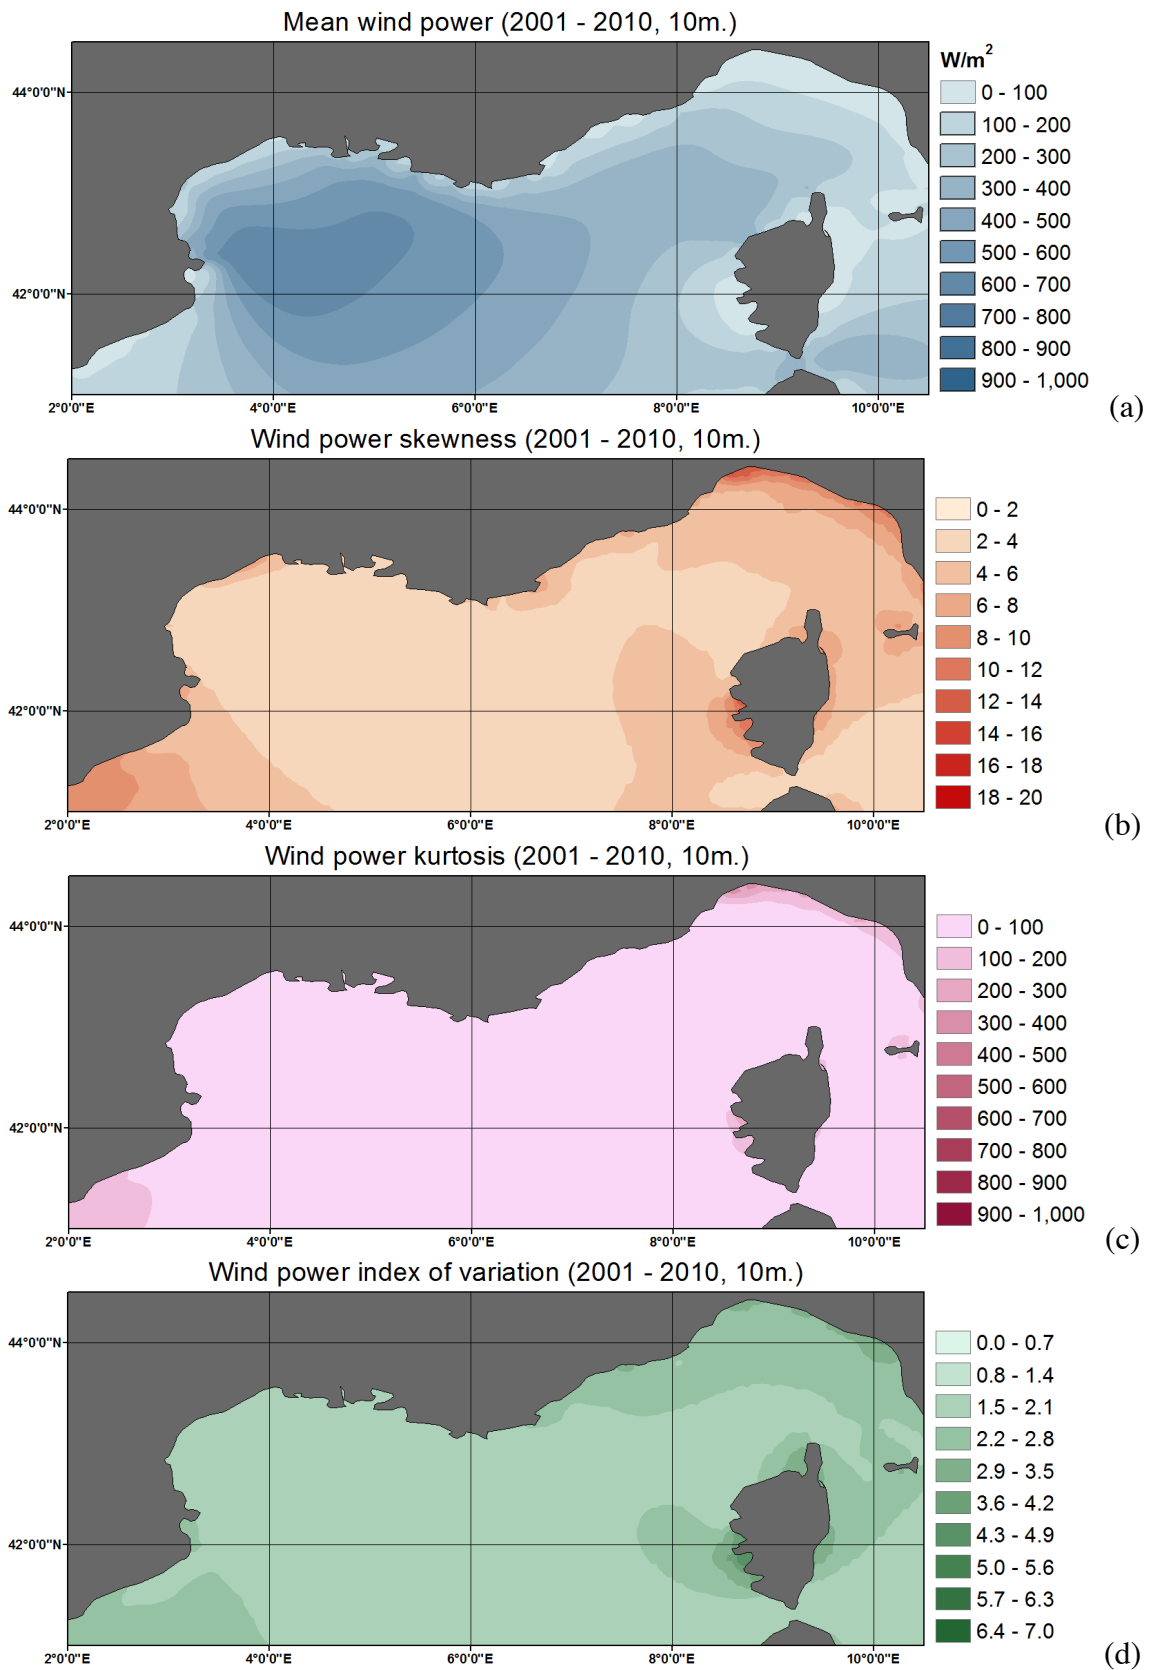 Mean wind power (2001 - 2010, 10m.)
W/m²
44°0'0"N
42°0'0"N
0 - 100
100 - 200
200 - 300
300 - 400
400 - 500
500 - 600
600 - 700
700 - 800
800 - 900
900 - 1,000
2°0'0"E 4°0'0"E 6°0'0"E 8°0'0"E 10°0'0"E
(a)
Wind power skewness (2001 - 2010, 10m.)
44°0'0"N
42°0'0"N
0 - 2
2 - 4
4 - 6
6 - 8
8 - 10
10 - 12
12 - 14
14 - 16
16 - 18
18 - 20
2°0'0"E 4°0'0"E 6°0'0"E 8°0'0"E 10°0'0"E
(b)
Wind power kurtosis (2001 - 2010, 10m.)
44°0'0"N
42°0'0"N
0 - 100
100 - 200
200 - 300
300 - 400
400 - 500
500 - 600
600 - 700
700 - 800
800 - 900
900 - 1,000
2°0'0"E 4°0'0"E 6°0'0"E 8°0'0"E 10°0'0"E
(c)
Wind power index of variation (2001 - 2010, 10m.)
44°0'0"N
42°0'0"N
0.0 - 0.7
0.8 - 1.4
1.5 - 2.1
2.2 - 2.8
2.9 - 3.5
3.6 - 4.2
4.3 - 4.9
5.0 - 5.6
5.7 - 6.3
6.4 - 7.0
2°0'0"E 4°0'0"E 6°0'0"E 8°0'0"E 10°0'0"E
(d)